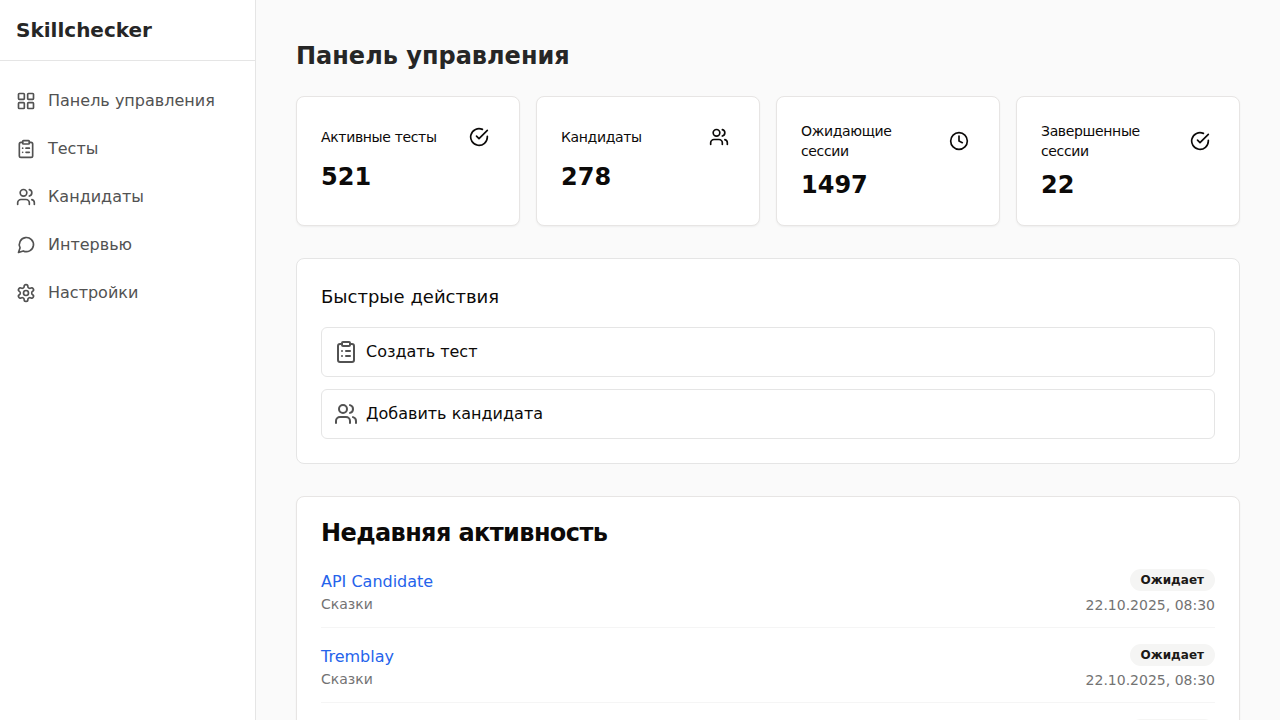 Skillchecker
Панель управления
Тесты
Кандидаты
Интервью
Настройки
Панель управления
Активные тесты
521
Кандидаты
278
Ожидающие
сессии
1497
Завершенные
сессии
22
Быстрые действия
Создать тест
Добавить кандидата
Недавняя активность
API Candidate
Ожидает
Сказки
22.10.2025, 08:30
Tremblay
Ожидает
Сказки
22.10.2025, 08:30